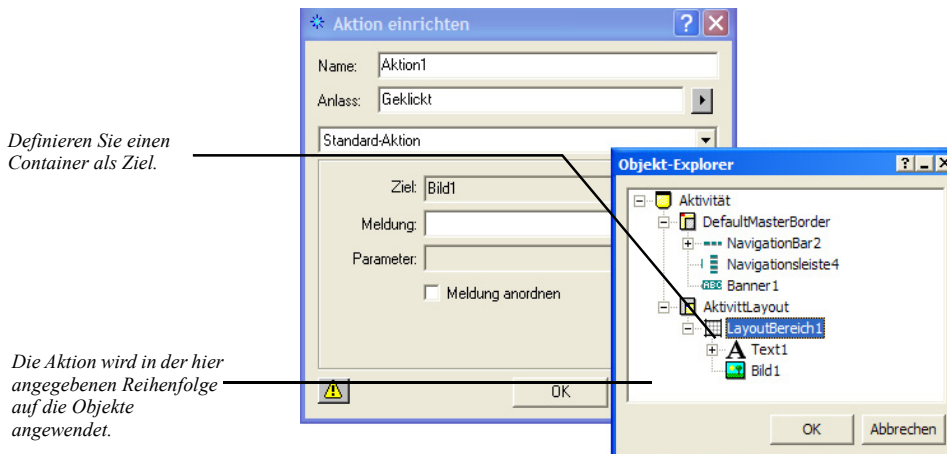 Aktion einrichten
Name: Aktion1
Anlass: Geklickt
Standard-Aktion
Ziel: Bild1
Meldung:
Parameter:
Meldung anordnen
OK
Definieren Sie einen
Container als Ziel.
Die Aktion wird in der hier
angegebenen Reihenfolge
auf die Objekte
angewendet.
Objekt-Explorer
Aktivität
DefaultMasterBorder
NavigationBar2
Navigationsleiste4
ABC Banner1
AktivittLayout
LayoutBereich1
A Text1
Bild1
OK Abbrechen